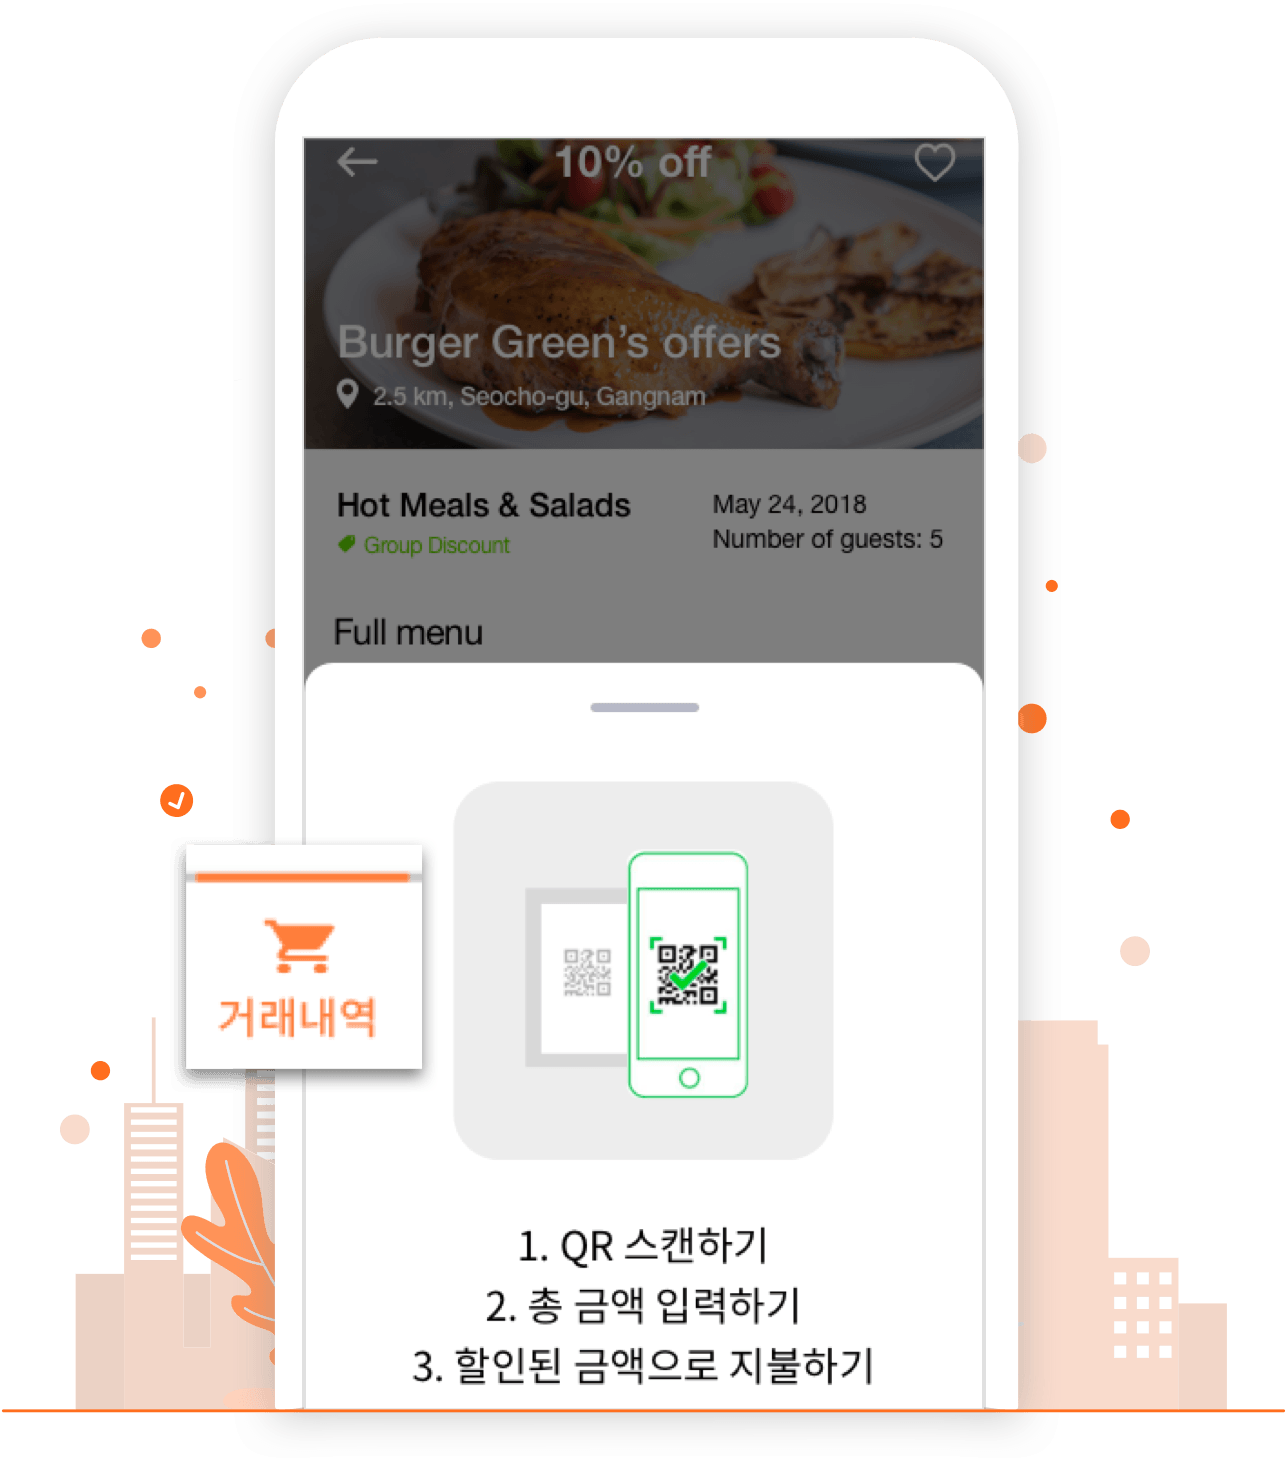 10% off
Burger Green's offers
2.5 km, Seocho-gu, Gangnam
Hot Meals & Salads
May 24, 2018
Group Discount
Number of guests: 5
Full menu
거래내역
1. QR 스캔하기
2. 총 금액 입력하기
3. 할인된 금액으로 지불하기